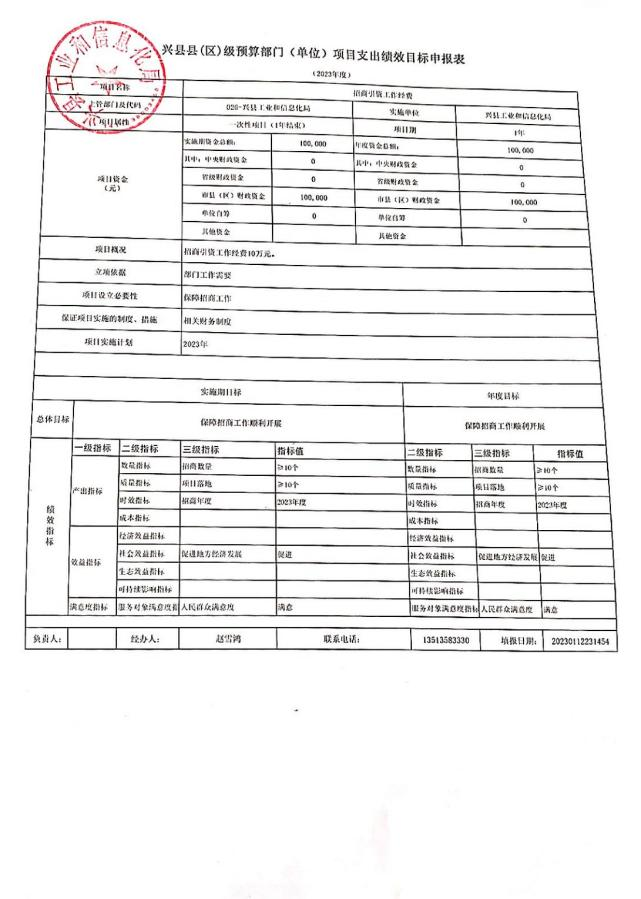 兴县县(区)级预算部门（单位）项目支出绩效目标申报表
（2023年度）
兴县工业和信息化局
项目名称 招商引资工作经费
主管部门及代码 026-兴县工业和信息化局 实施单位 兴县工业和信息化局
项目属性 一次性项目（1年结束） 项目期 1年
项目资金（元） 实施期资金总额： 100,000 年度资金总额： 100,000
其中：中央财政资金 0 其中：中央财政资金 0
省级财政资金 0 省级财政资金 0
市县（区）财政资金 100,000 市县（区）财政资金 100,000
单位自筹 0 单位自筹 0
其他资金 其他资金
项目概况 招商引资工作经费10万元。
立项依据 部门工作需要
项目设立必要性 保障招商工作
保证项目实施的制度、措施 相关财务制度
项目实施计划 2023年
实施期目标 年度目标
总体目标 保障招商工作顺利开展 保障招商工作顺利开展
绩效指标 一级指标 二级指标 三级指标 指标值 二级指标 三级指标 指标值
产出指标 数量指标 招商数量 ≥10个 数量指标 招商数量 ≥10个
质量指标 项目落地 ≥10个 质量指标 项目落地 ≥10个
时效指标 招商年度 2023年度 时效指标 招商年度 2023年度
成本指标 成本指标
效益指标 经济效益指标 经济效益指标
社会效益指标 促进地方经济发展 促进 社会效益指标 促进地方经济发展 促进
生态效益指标 生态效益指标
可持续影响指标 可持续影响指标
满意度指标 服务对象满意度指 人民群众满意度 满意 服务对象满意度指标 人民群众满意度 满意
负责人： 经办人： 赵雪鸿 联系电话： 13513583330 填报日期： 20230112231454